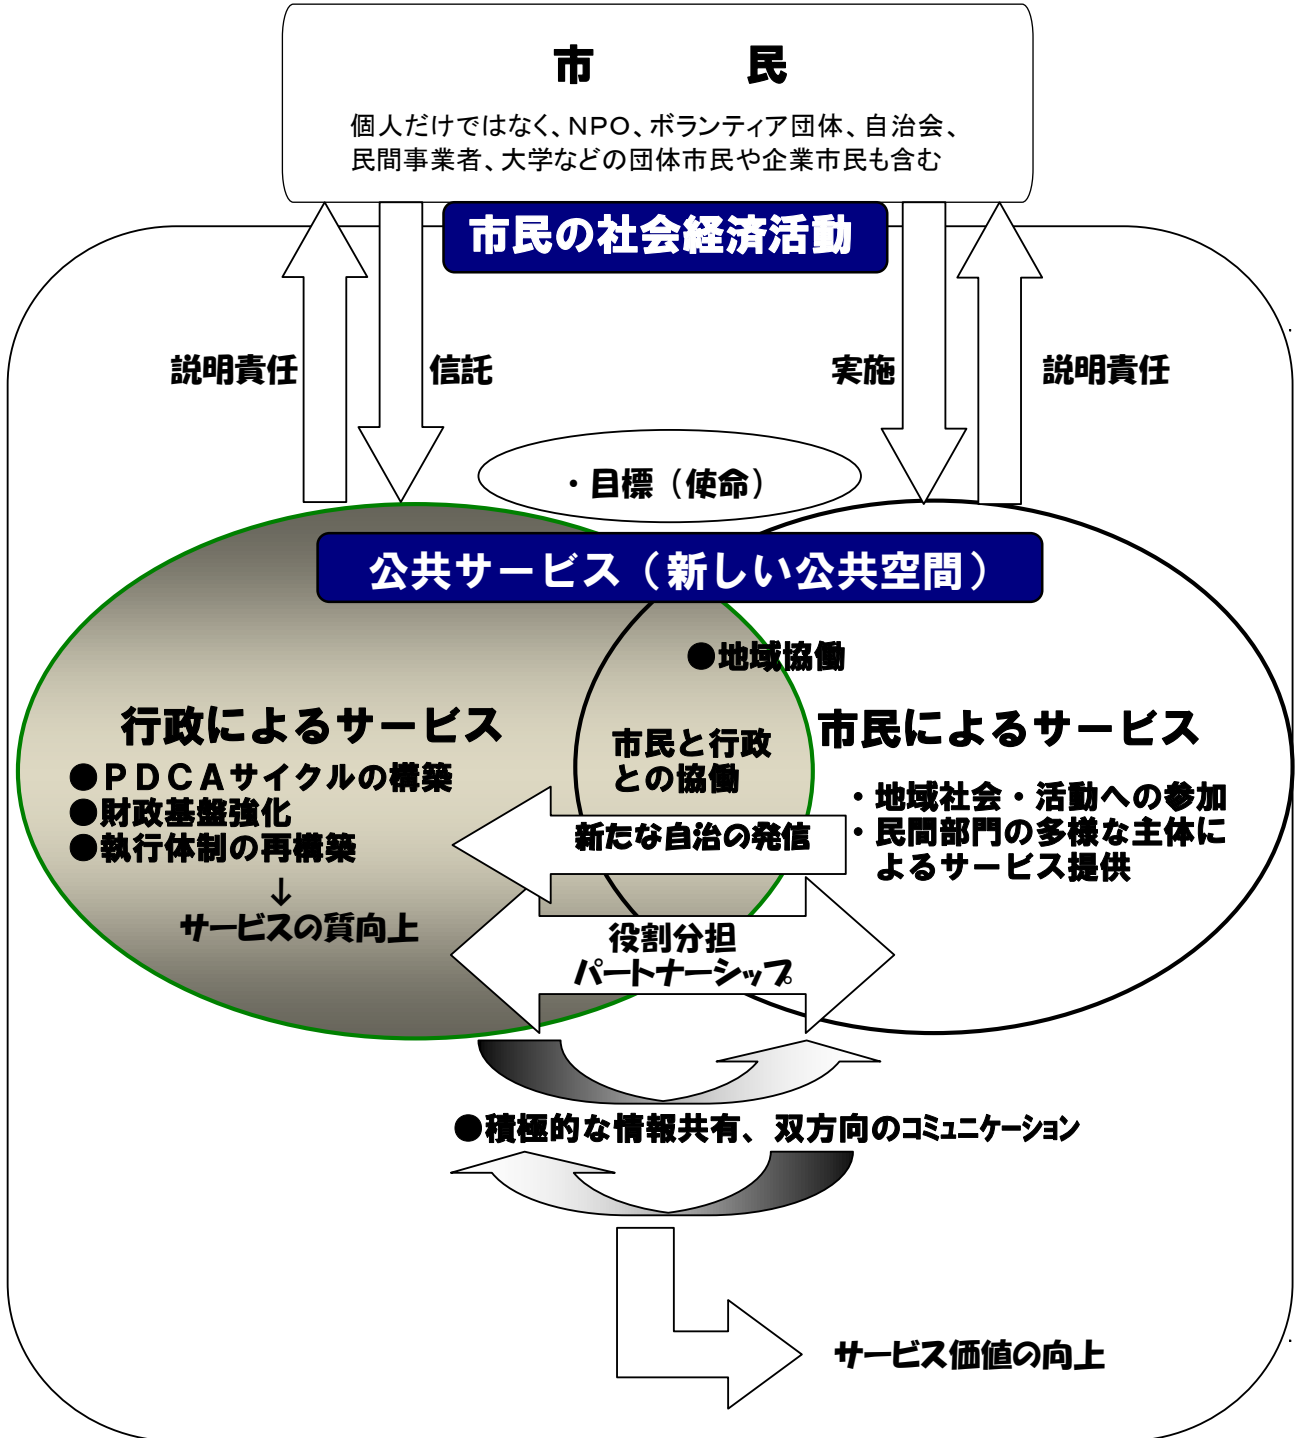 市　民
個人だけではなく、NPO、ボランティア団体、自治会、
民間事業者、大学などの団体市民や企業市民も含む
市民の社会経済活動
説明責任
信託
実施
説明責任
・目標（使命）
公共サービス（新しい公共空間）
●地域協働
行政によるサービス
●ＰＤＣＡサイクルの構築
●財政基盤強化
●執行体制の再構築
↓
サービスの質向上
市民と行政
との協働
市民によるサービス
・地域社会・活動への参加
・民間部門の多様な主体に
よるサービス提供
新たな自治の発信
役割分担
パートナーシップ
●積極的な情報共有、双方向のコミュニケーション
サービス価値の向上